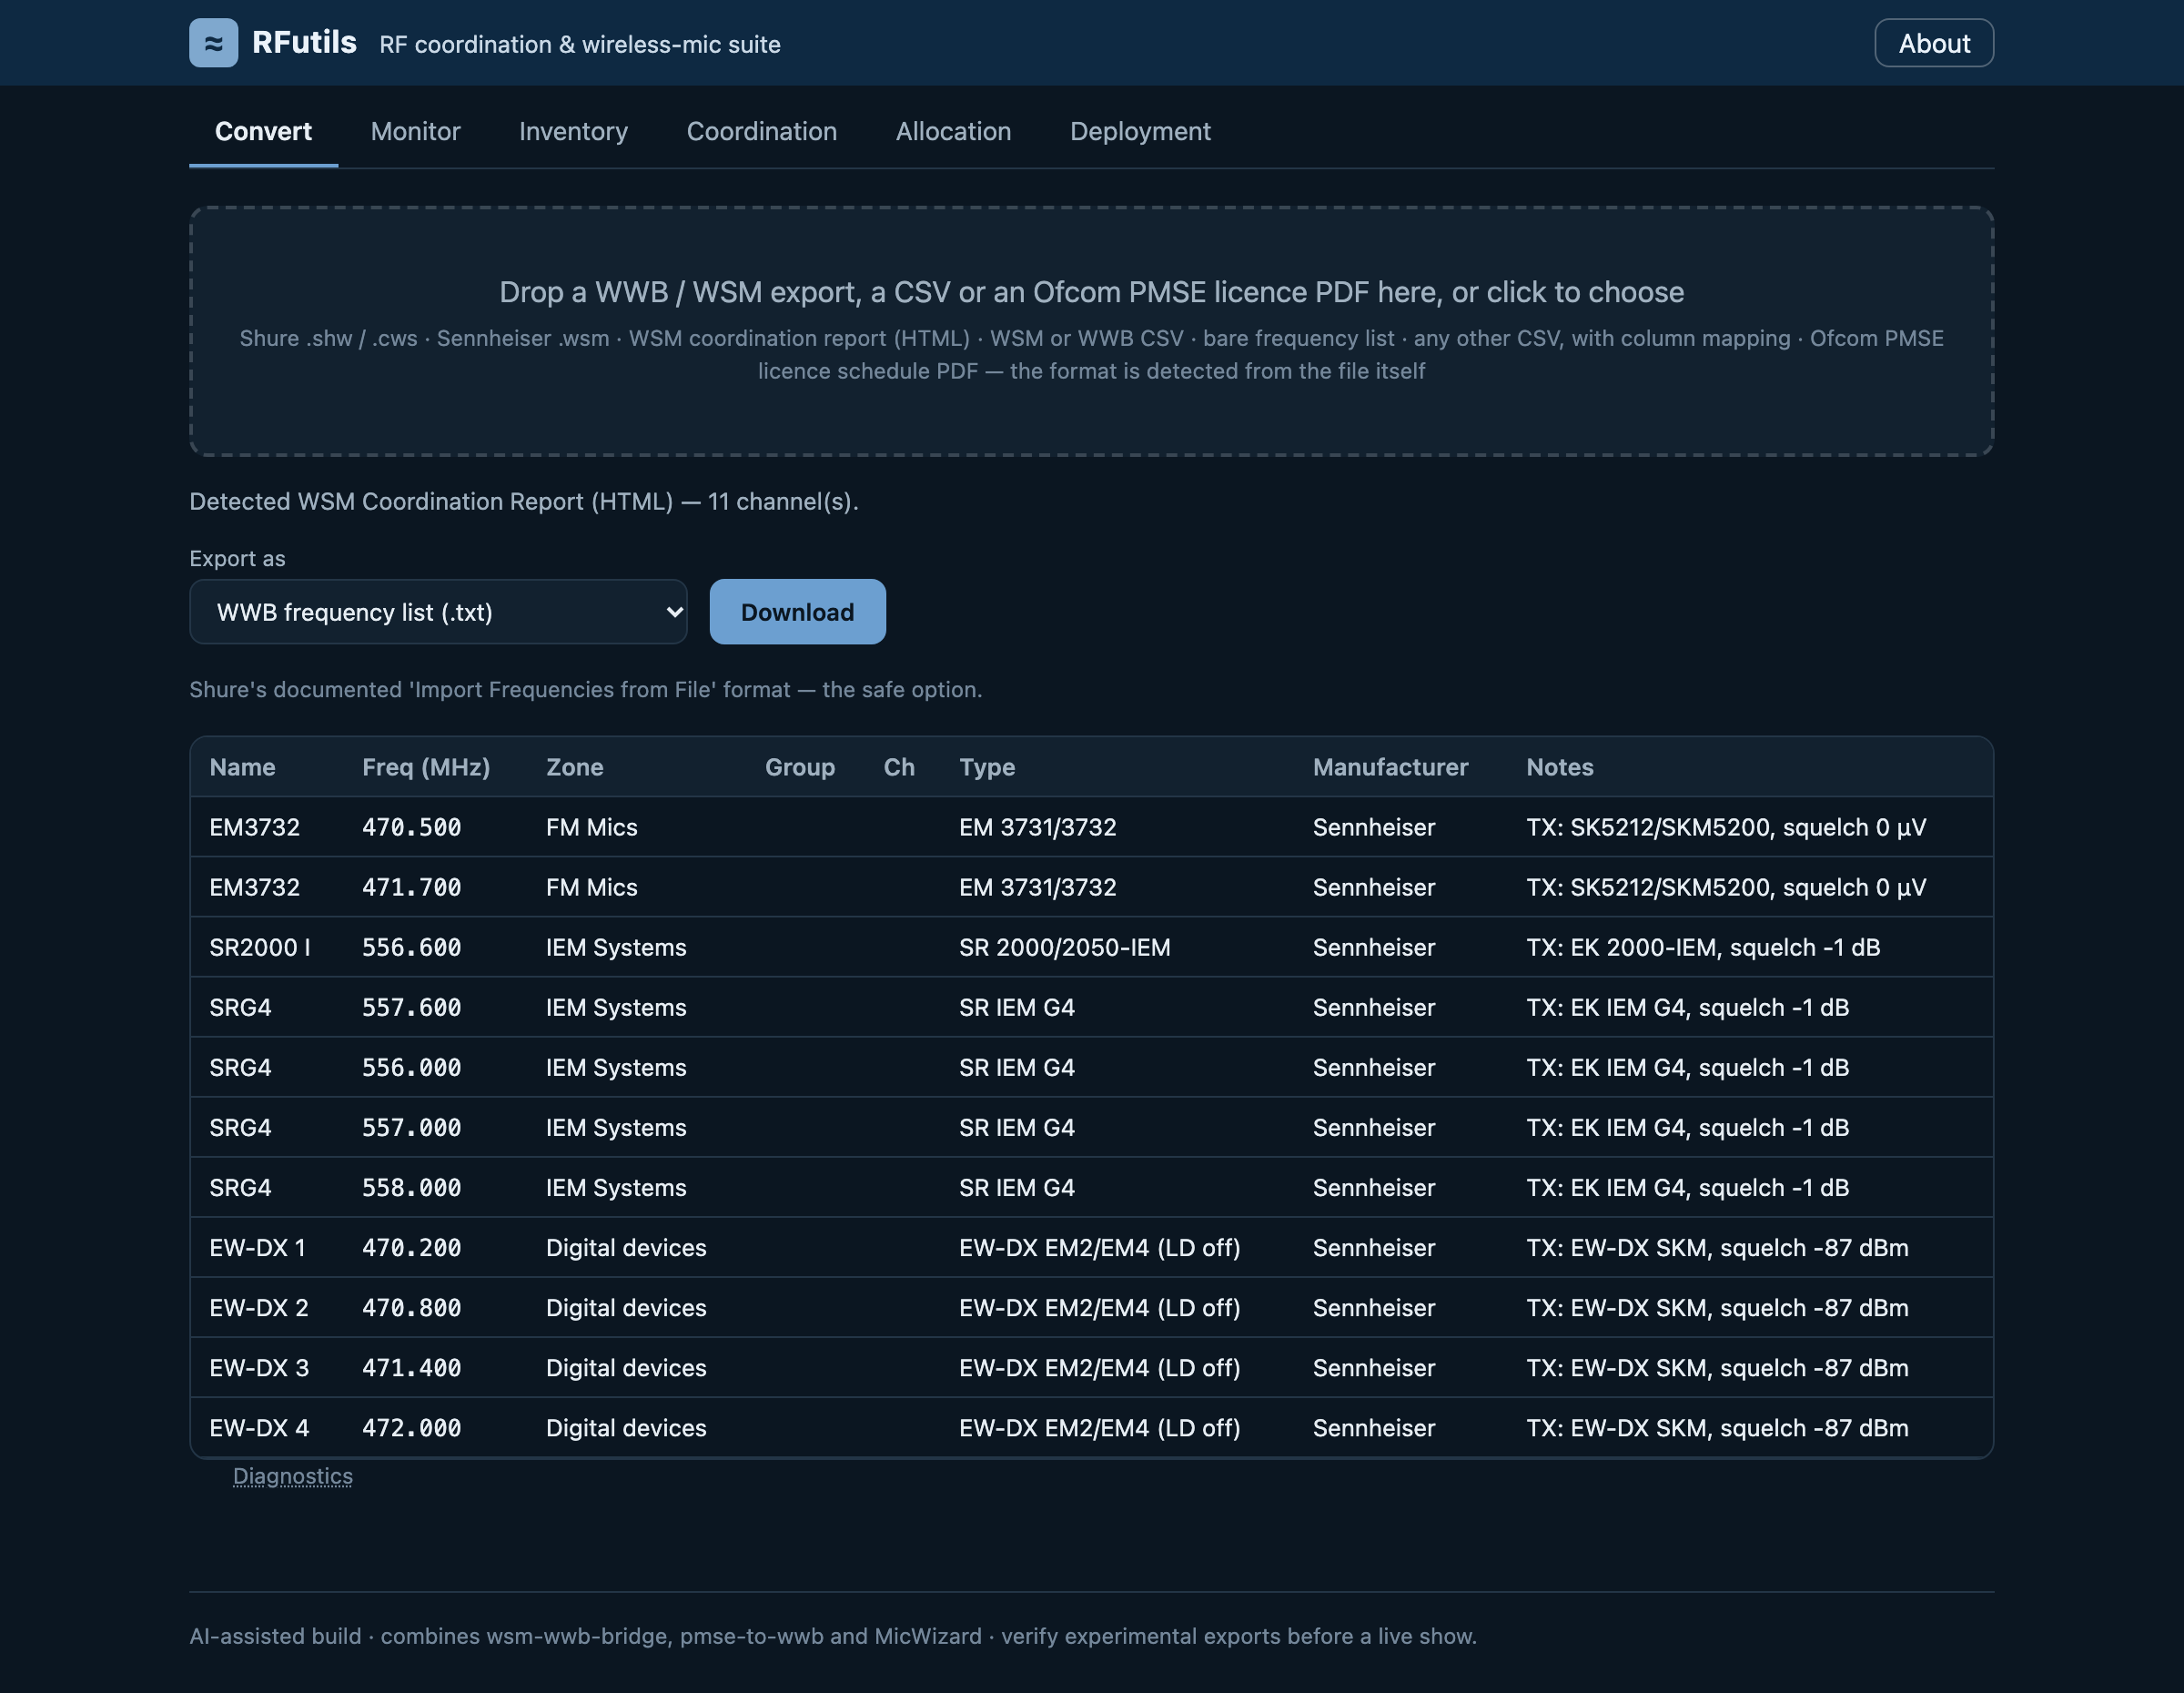 ≈ RFutils RF coordination & wireless-mic suite About
Convert Monitor Inventory Coordination Allocation Deployment
Drop a WWB / WSM export, a CSV or an Ofcom PMSE licence PDF here, or click to choose
Shure .shw / .cws · Sennheiser .wsm · WSM coordination report (HTML) · WSM or WWB CSV · bare frequency list · any other CSV, with column mapping · Ofcom PMSE
licence schedule PDF — the format is detected from the file itself
Detected WSM Coordination Report (HTML) — 11 channel(s).
Export as
WWB frequency list (.txt) Download
Shure's documented 'Import Frequencies from File' format — the safe option.
Name Freq (MHz) Zone Group Ch Type Manufacturer Notes
EM3732 470.500 FM Mics EM 3731/3732 Sennheiser TX: SK5212/SKM5200, squelch 0 µV
EM3732 471.700 FM Mics EM 3731/3732 Sennheiser TX: SK5212/SKM5200, squelch 0 µV
SR2000 I 556.600 IEM Systems SR 2000/2050-IEM Sennheiser TX: EK 2000-IEM, squelch -1 dB
SRG4 557.600 IEM Systems SR IEM G4 Sennheiser TX: EK IEM G4, squelch -1 dB
SRG4 556.000 IEM Systems SR IEM G4 Sennheiser TX: EK IEM G4, squelch -1 dB
SRG4 557.000 IEM Systems SR IEM G4 Sennheiser TX: EK IEM G4, squelch -1 dB
SRG4 558.000 IEM Systems SR IEM G4 Sennheiser TX: EK IEM G4, squelch -1 dB
EW-DX 1 470.200 Digital devices EW-DX EM2/EM4 (LD off) Sennheiser TX: EW-DX SKM, squelch -87 dBm
EW-DX 2 470.800 Digital devices EW-DX EM2/EM4 (LD off) Sennheiser TX: EW-DX SKM, squelch -87 dBm
EW-DX 3 471.400 Digital devices EW-DX EM2/EM4 (LD off) Sennheiser TX: EW-DX SKM, squelch -87 dBm
EW-DX 4 472.000 Digital devices EW-DX EM2/EM4 (LD off) Sennheiser TX: EW-DX SKM, squelch -87 dBm
Diagnostics
AI-assisted build · combines wsm-wwb-bridge, pmse-to-wwb and MicWizard · verify experimental exports before a live show.